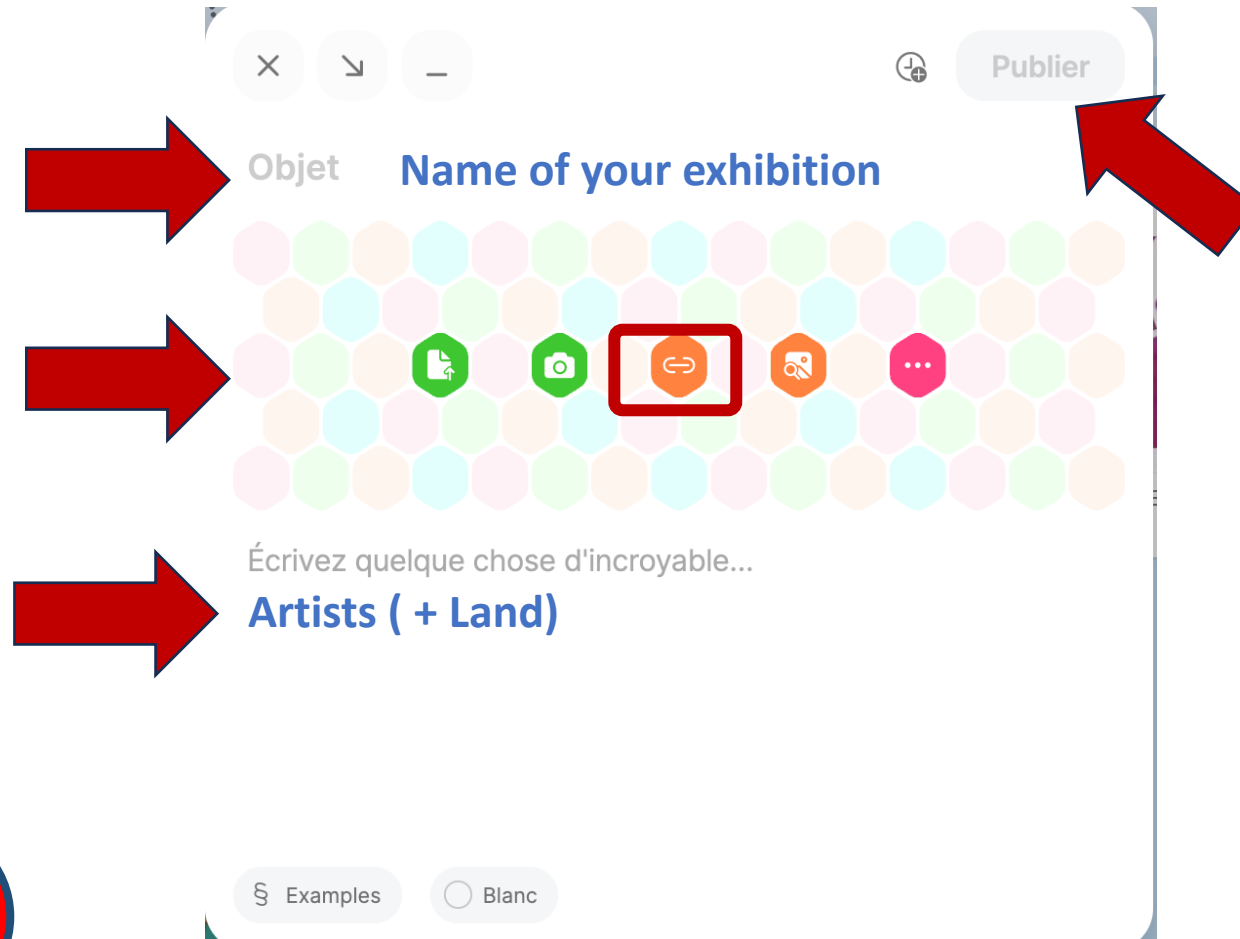 Publier
Objet Name of your exhibition
Écrivez quelque chose d'incroyable...
Artists ( + Land)
§ Examples Blanc